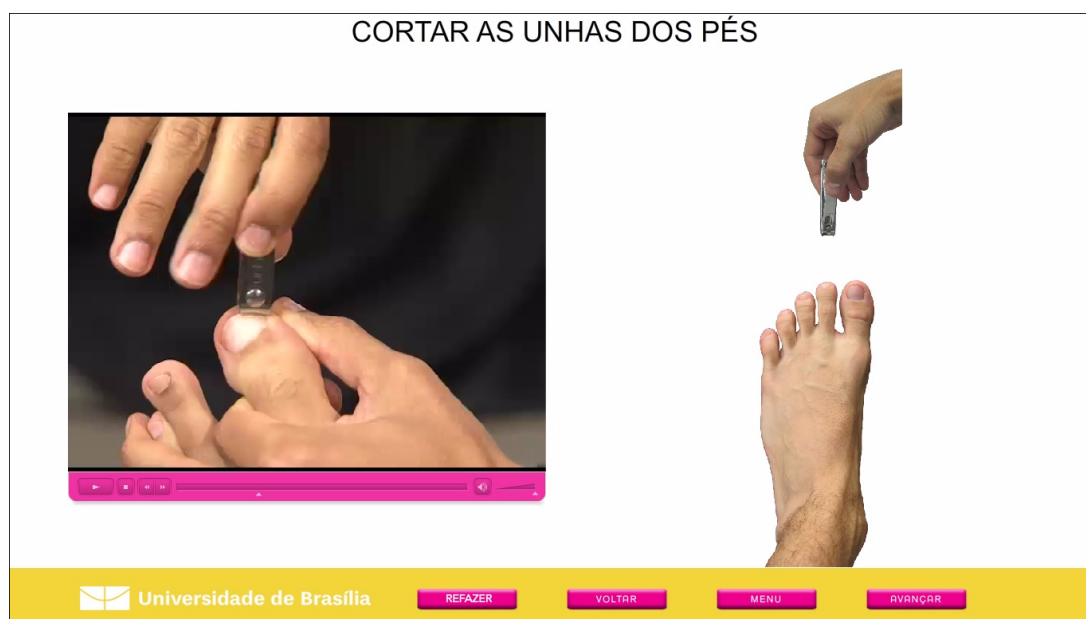 CORTAR AS UNHAS DOS PÉS
Universidade de Brasília
REFAZER
VOLTAR
MENU
AVANÇAR